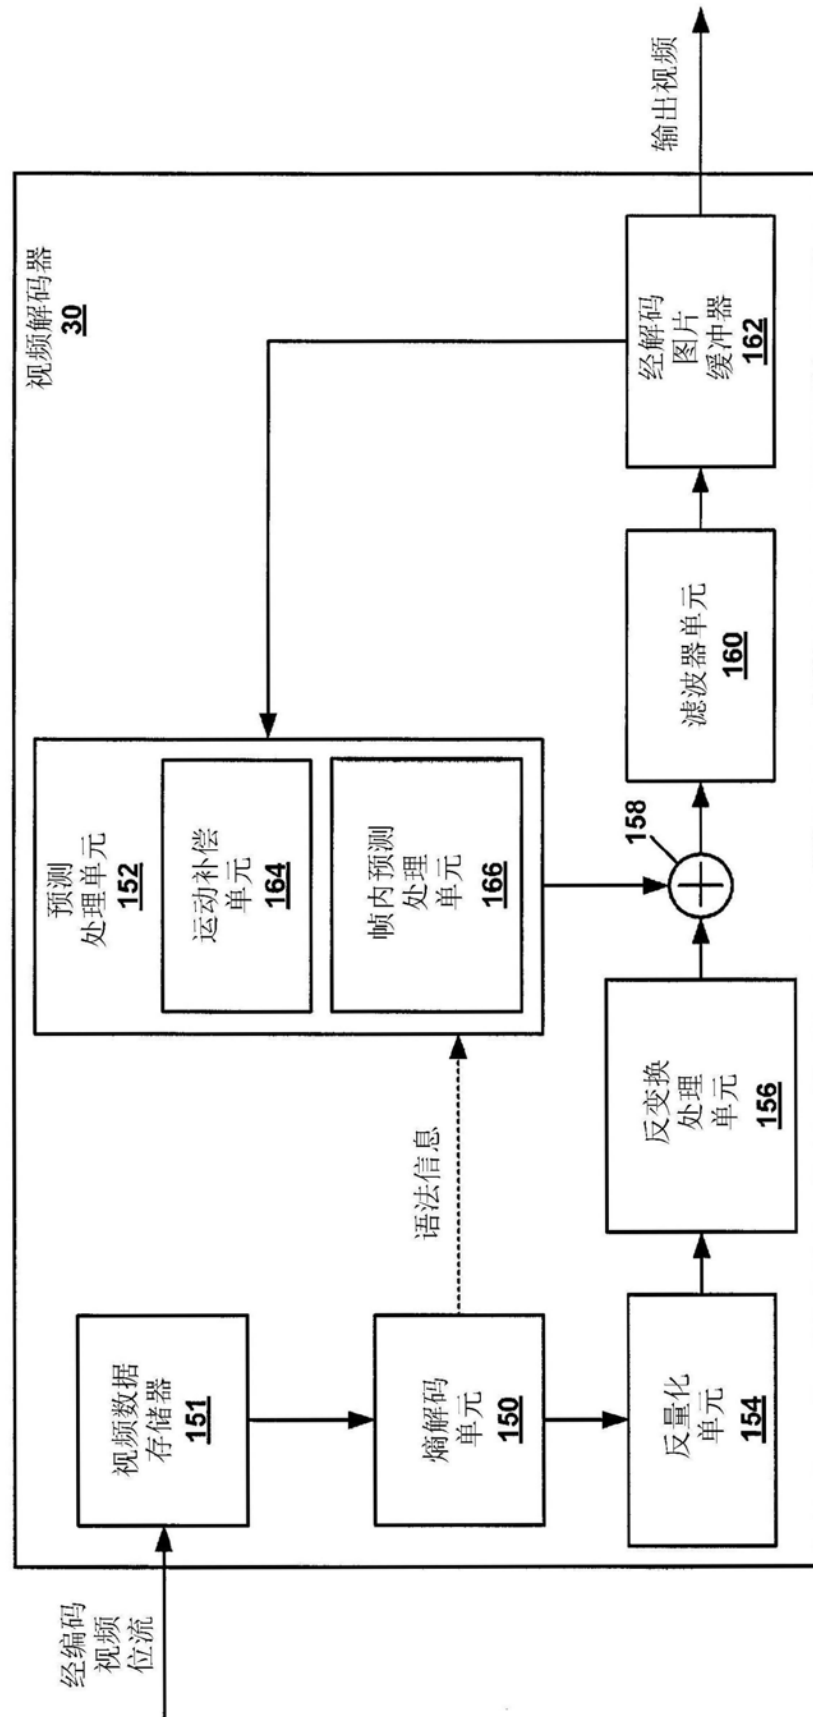 视频解码器
30
经编码
视频
位流
视频数据
存储器
151
熵解码
单元
150
语法信息
预测
处理单元
152
运动补偿
单元
164
帧内预测
处理
单元
166
反量化
单元
154
反变换
处理
单元
156
158
滤波器单元
160
经解码
图片
缓冲器
162
输出视频